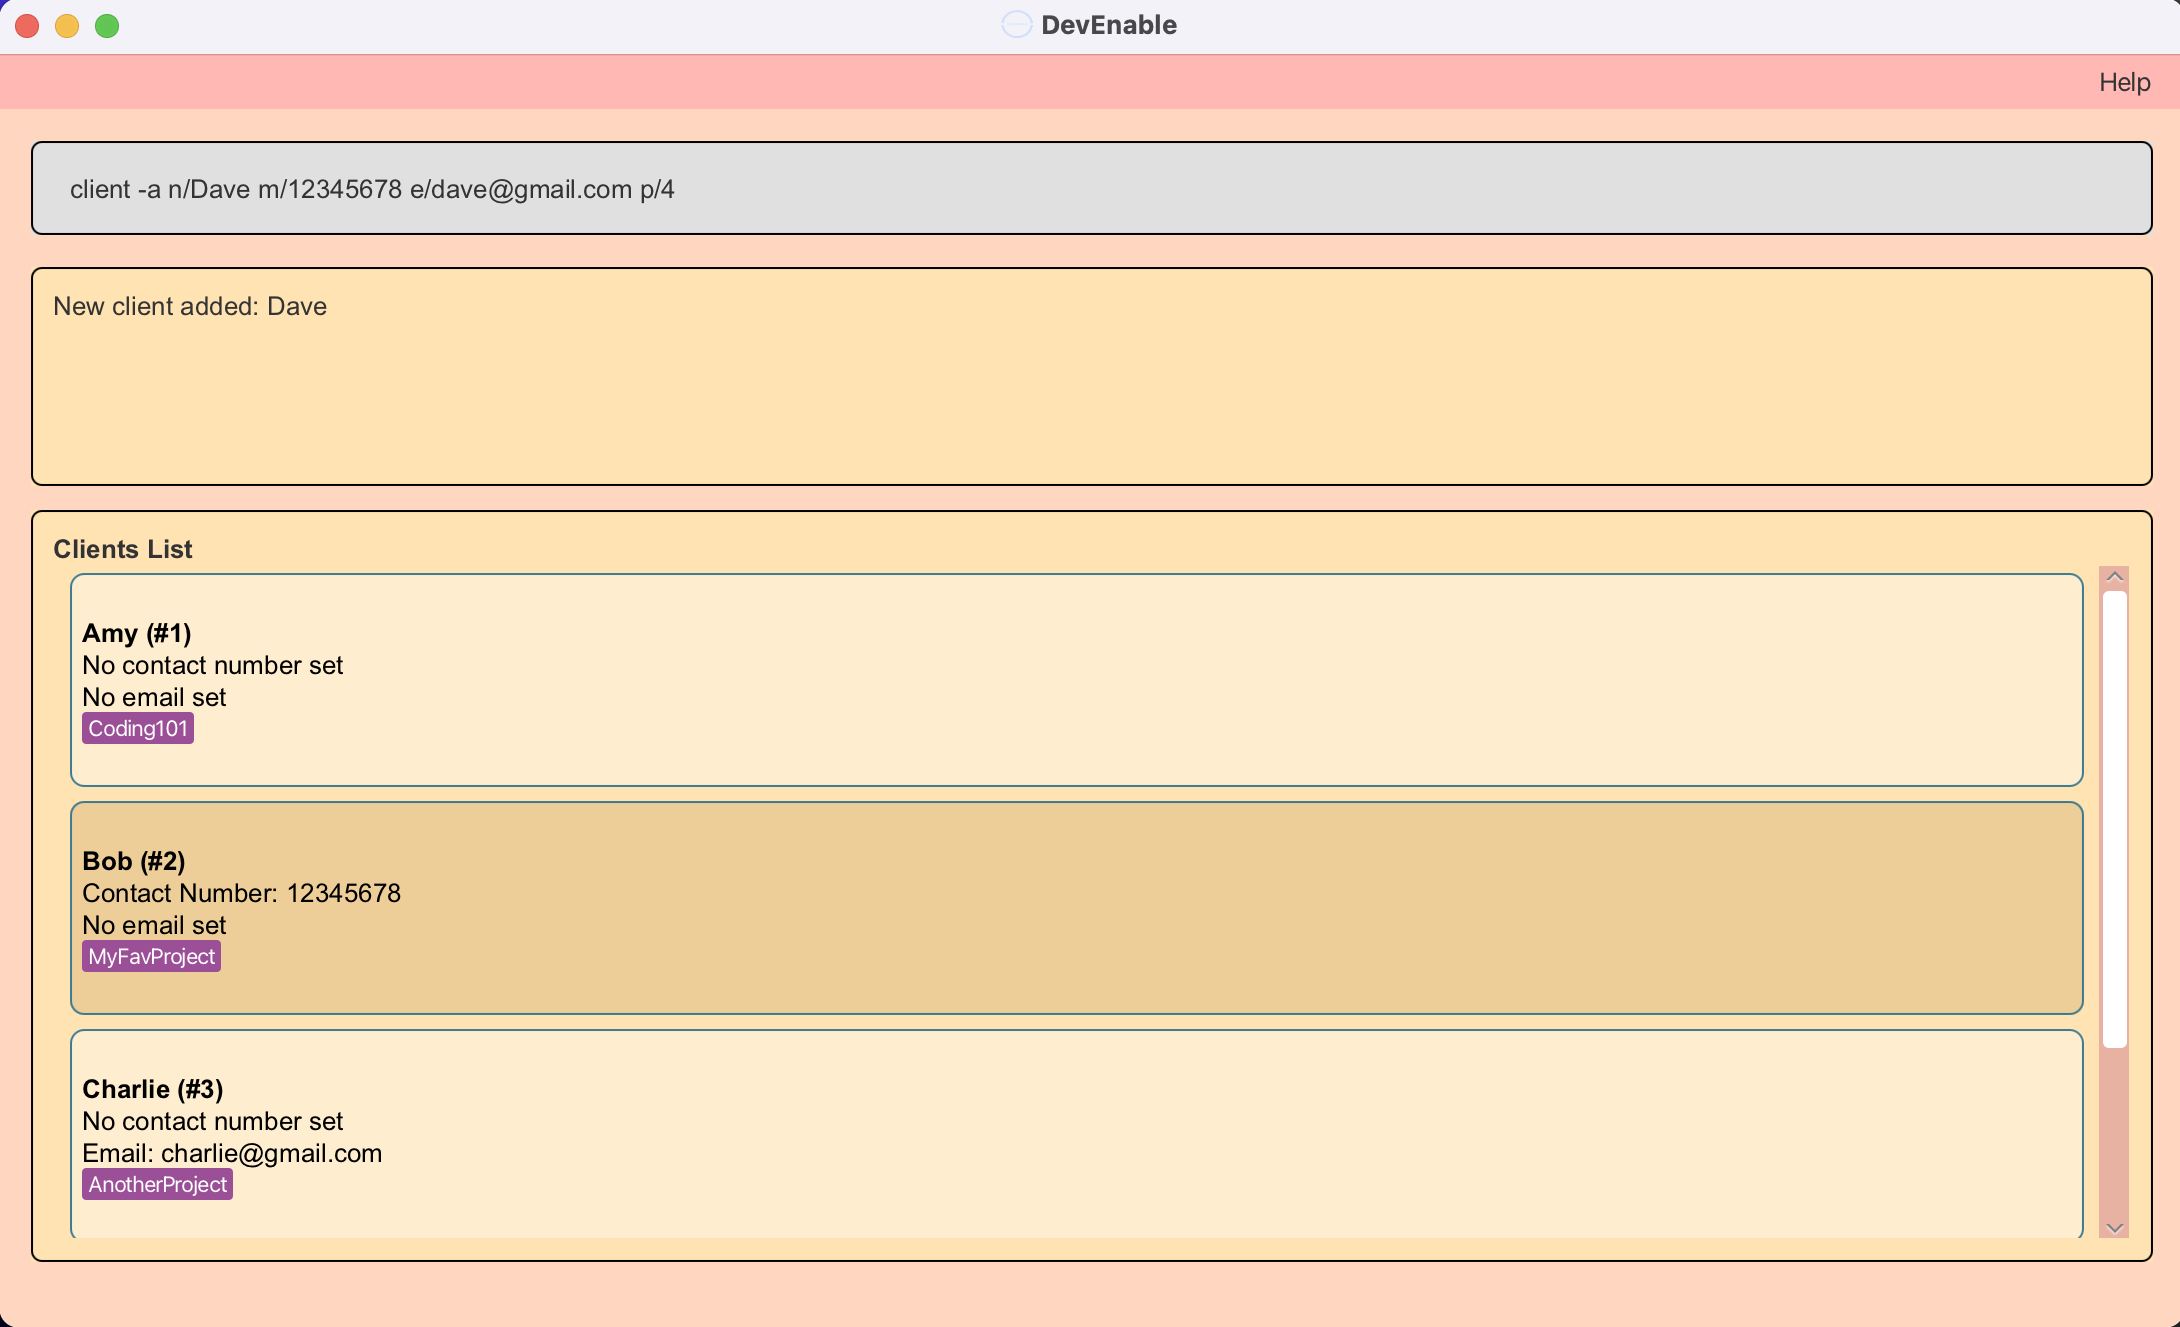 DevEnable
Help
client -a n/Dave m/12345678 e/dave@gmail.com p/4
New client added: Dave
Clients List
Amy (#1)
No contact number set
No email set
Coding101
Bob (#2)
Contact Number: 12345678
No email set
MyFavProject
Charlie (#3)
No contact number set
Email: charlie@gmail.com
AnotherProject